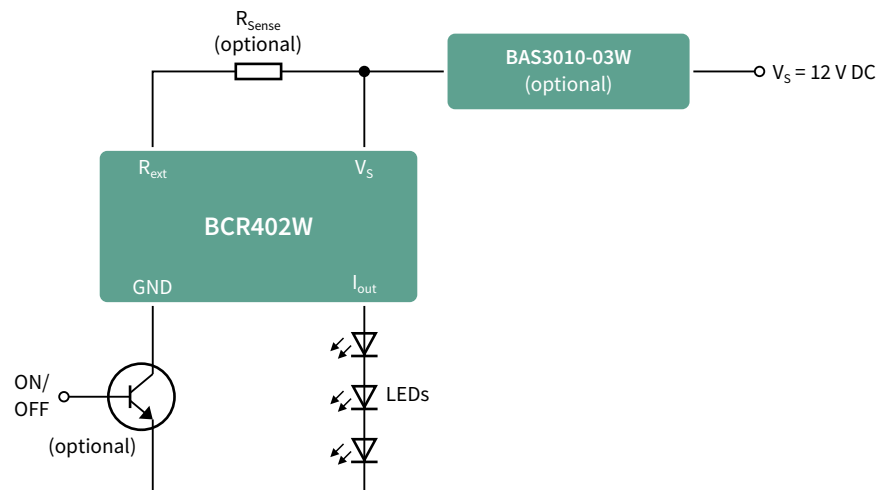 R_Sense
(optional)
BAS3010-03W
(optional)
V_S = 12 V DC
R_ext
V_S
BCR402W
GND
I_out
ON/
OFF
LEDs
(optional)